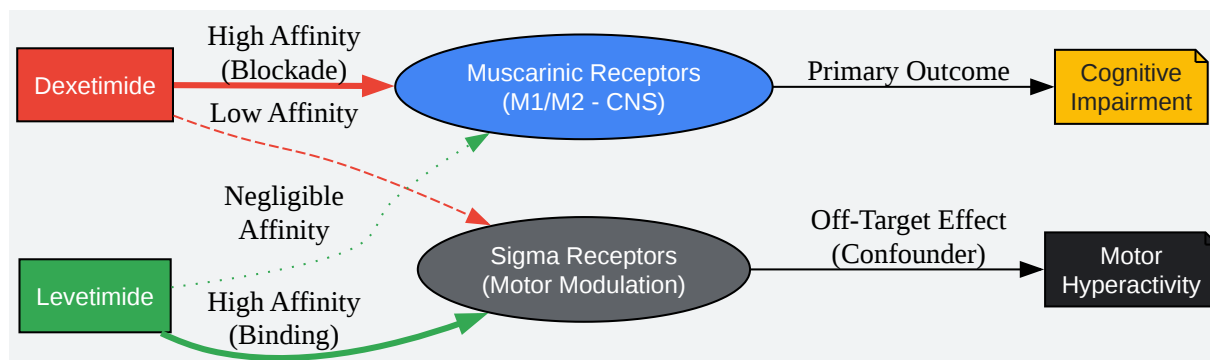 High Affinity
(Blockade)
Dexetimide
Muscarinic Receptors
(M1/M2 - CNS)
Primary Outcome
Cognitive
Impairment
Low Affinity
Negligible
Affinity
Off-Target Effect
(Confounder)
Sigma Receptors
(Motor Modulation)
Motor
Hyperactivity
Levetimide
High Affinity
(Binding)